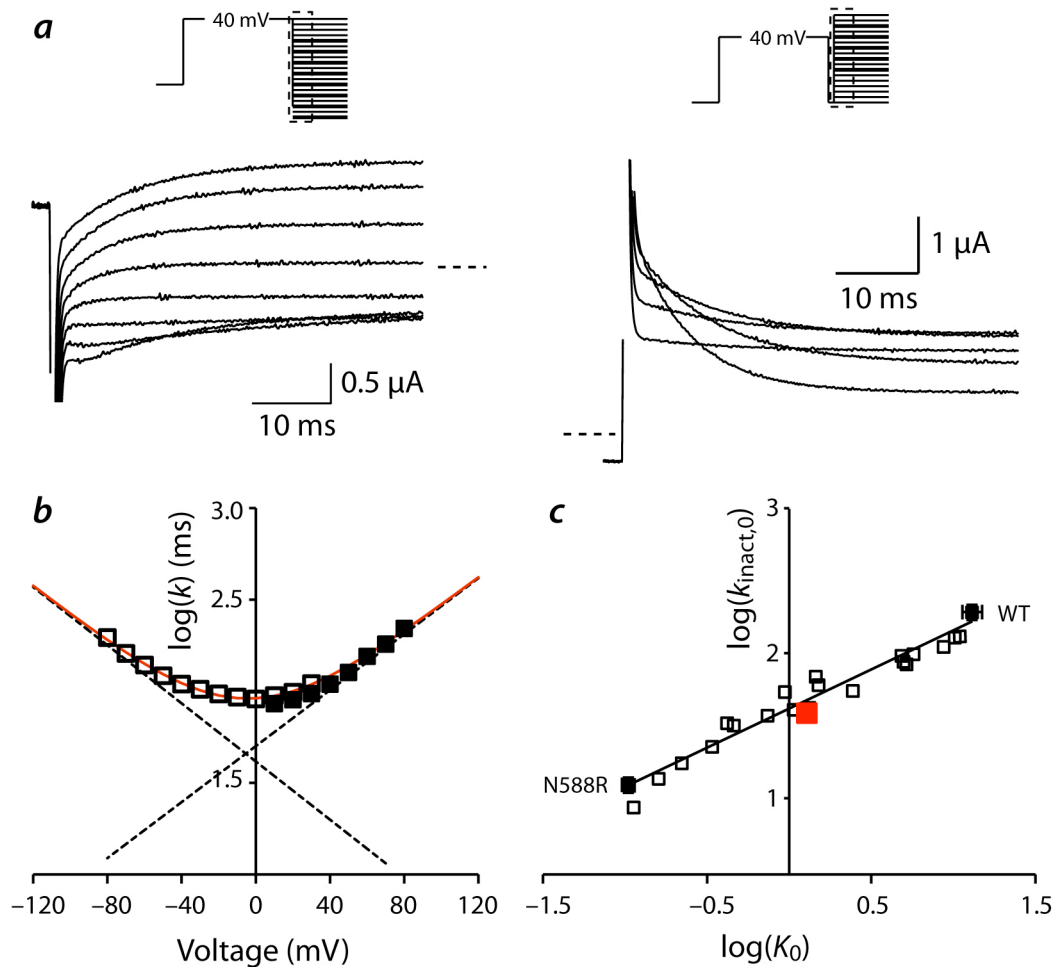 a
40 mV
40 mV
0.5 µA
10 ms
1 µA
10 ms
b
log(k) (ms)
3.0
2.5
1.5
−120
−80
−40
0
40
80
120
Voltage (mV)
c
log(kinact,0)
3
2
1
WT
N588R
−1.5
−0.5
0.5
1.5
log(K0)